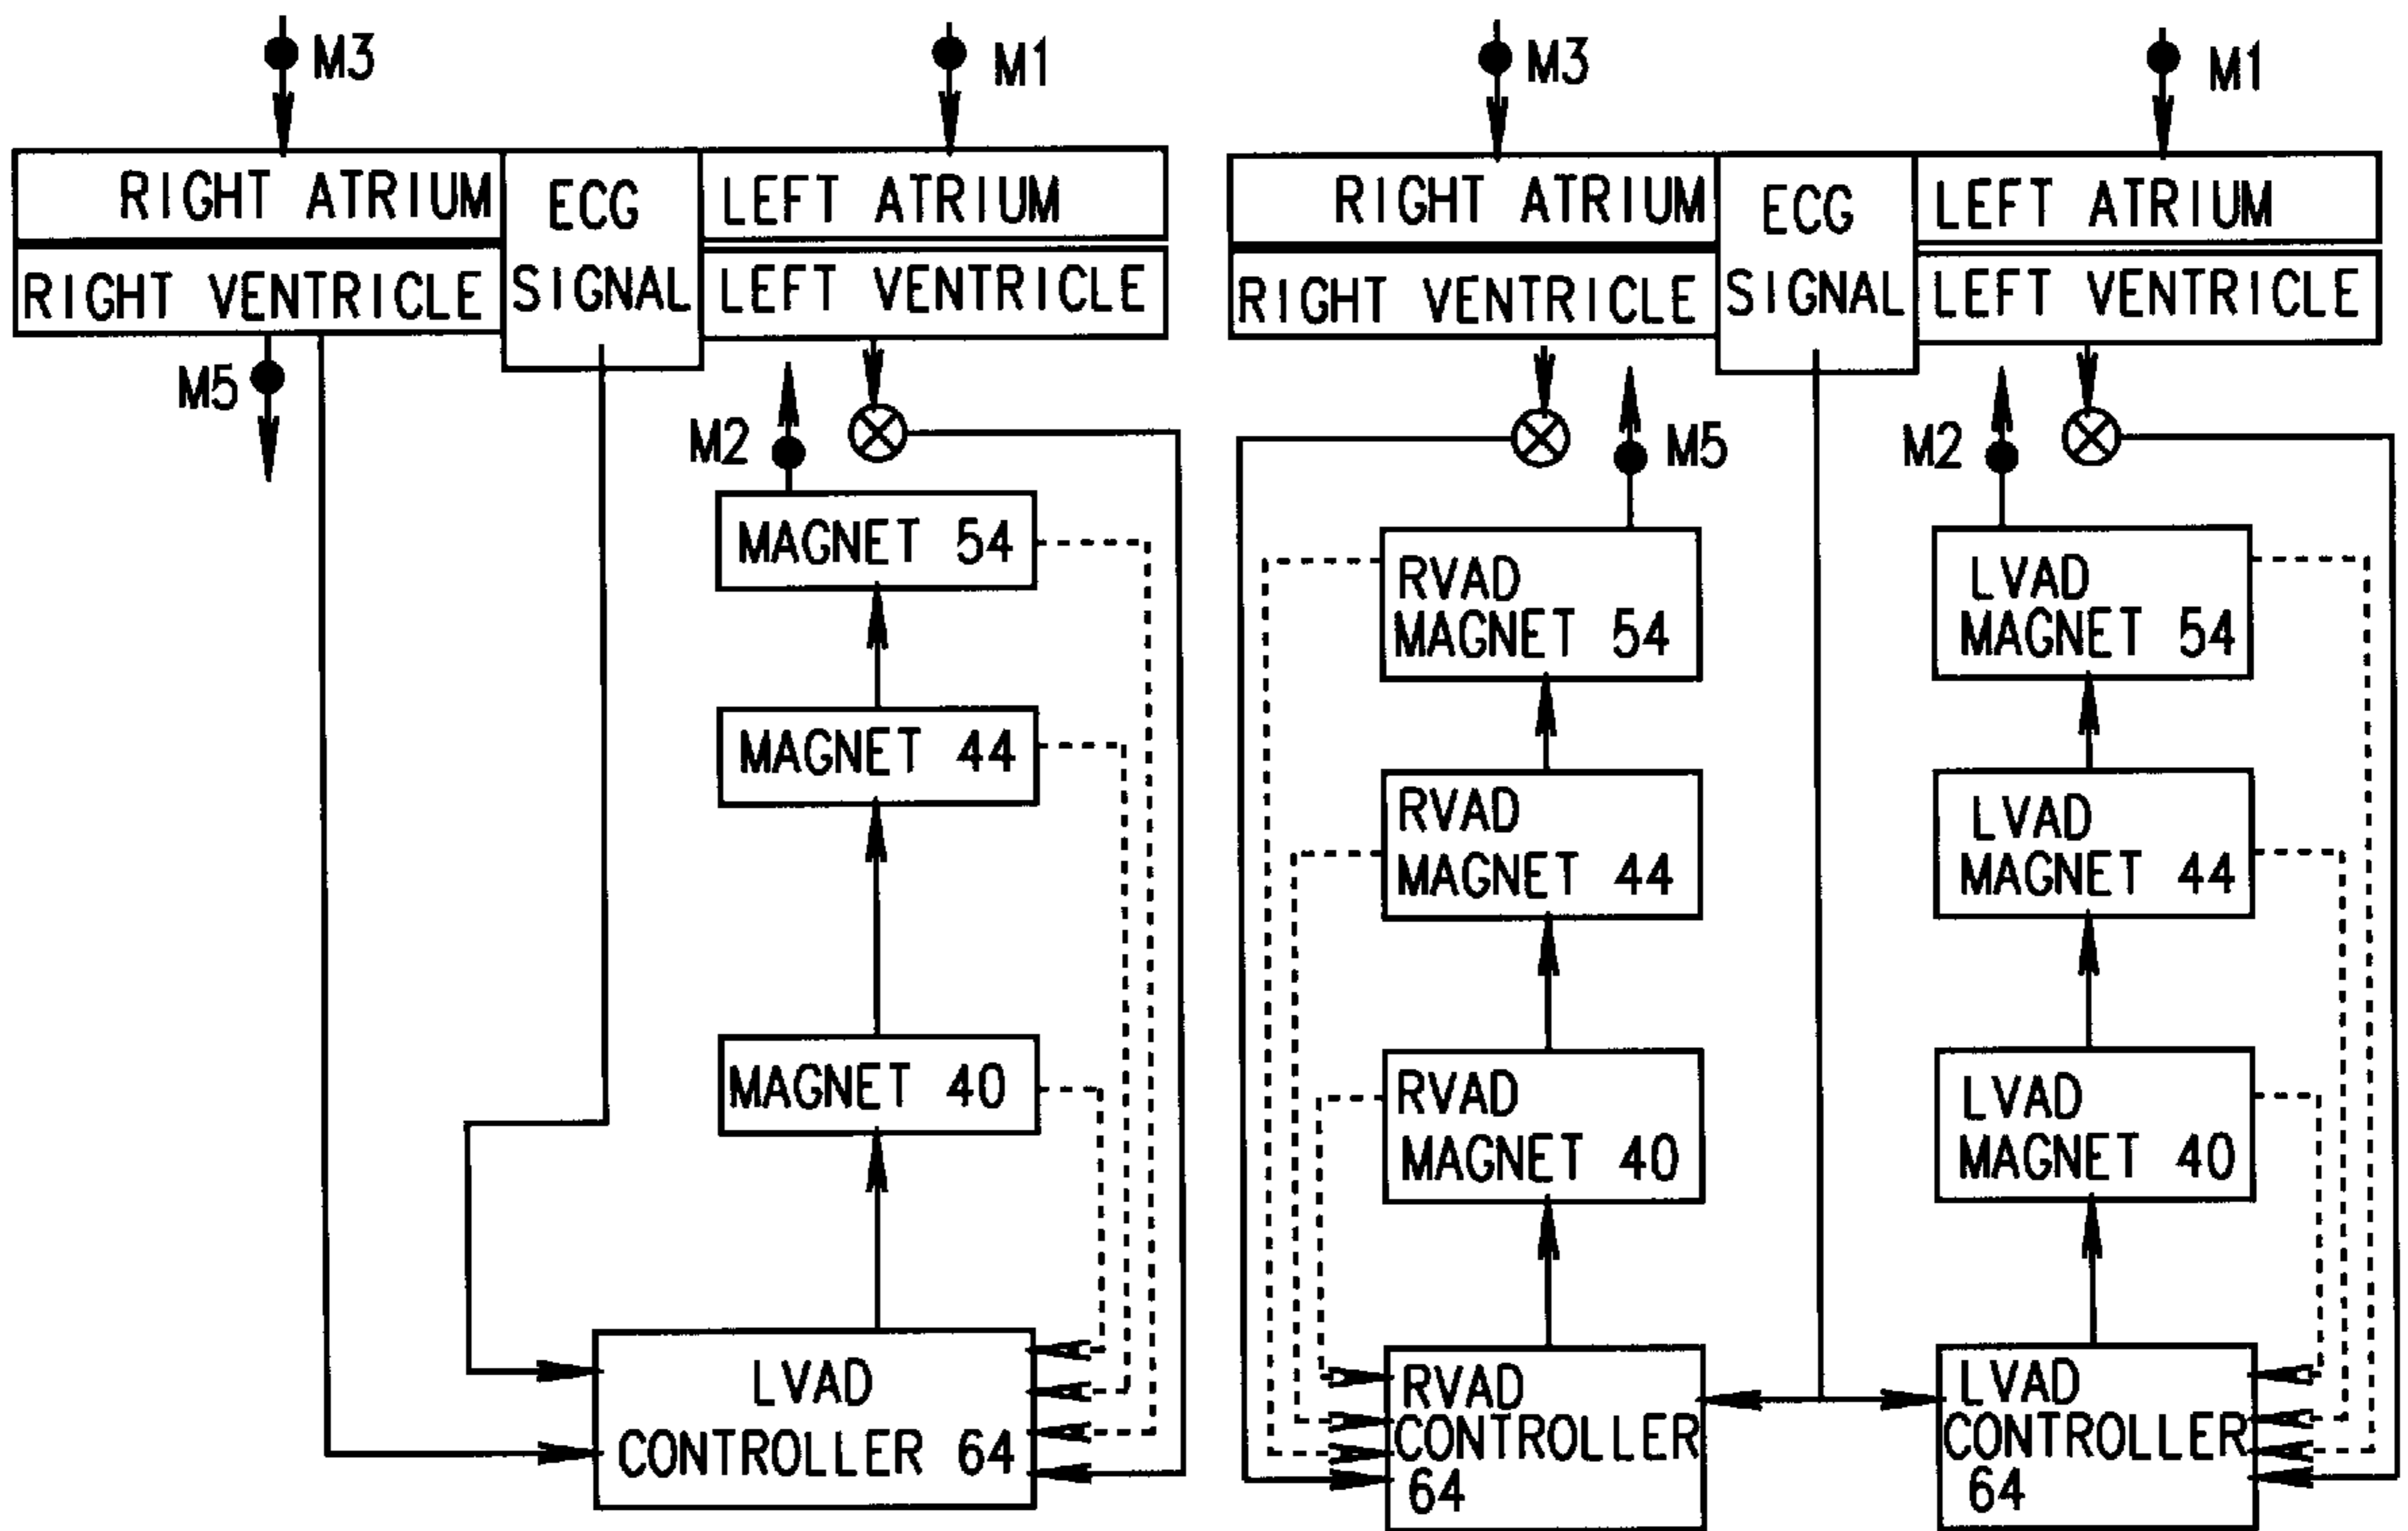 M3
M1
RIGHT ATRIUM
ECG
SIGNAL
LEFT ATRIUM
RIGHT VENTRICLE
LEFT VENTRICLE
M5
M2
MAGNET 54
MAGNET 44
MAGNET 40
LVAD
CONTROLLER 64
M3
M1
RIGHT ATRIUM
ECG
SIGNAL
LEFT ATRIUM
RIGHT VENTRICLE
LEFT VENTRICLE
M5
M2
RVAD
MAGNET 54
RVAD
MAGNET 44
RVAD
MAGNET 40
RVAD
CONTROLLER
64
LVAD
MAGNET 54
LVAD
MAGNET 44
LVAD
MAGNET 40
LVAD
CONTROLLER
64